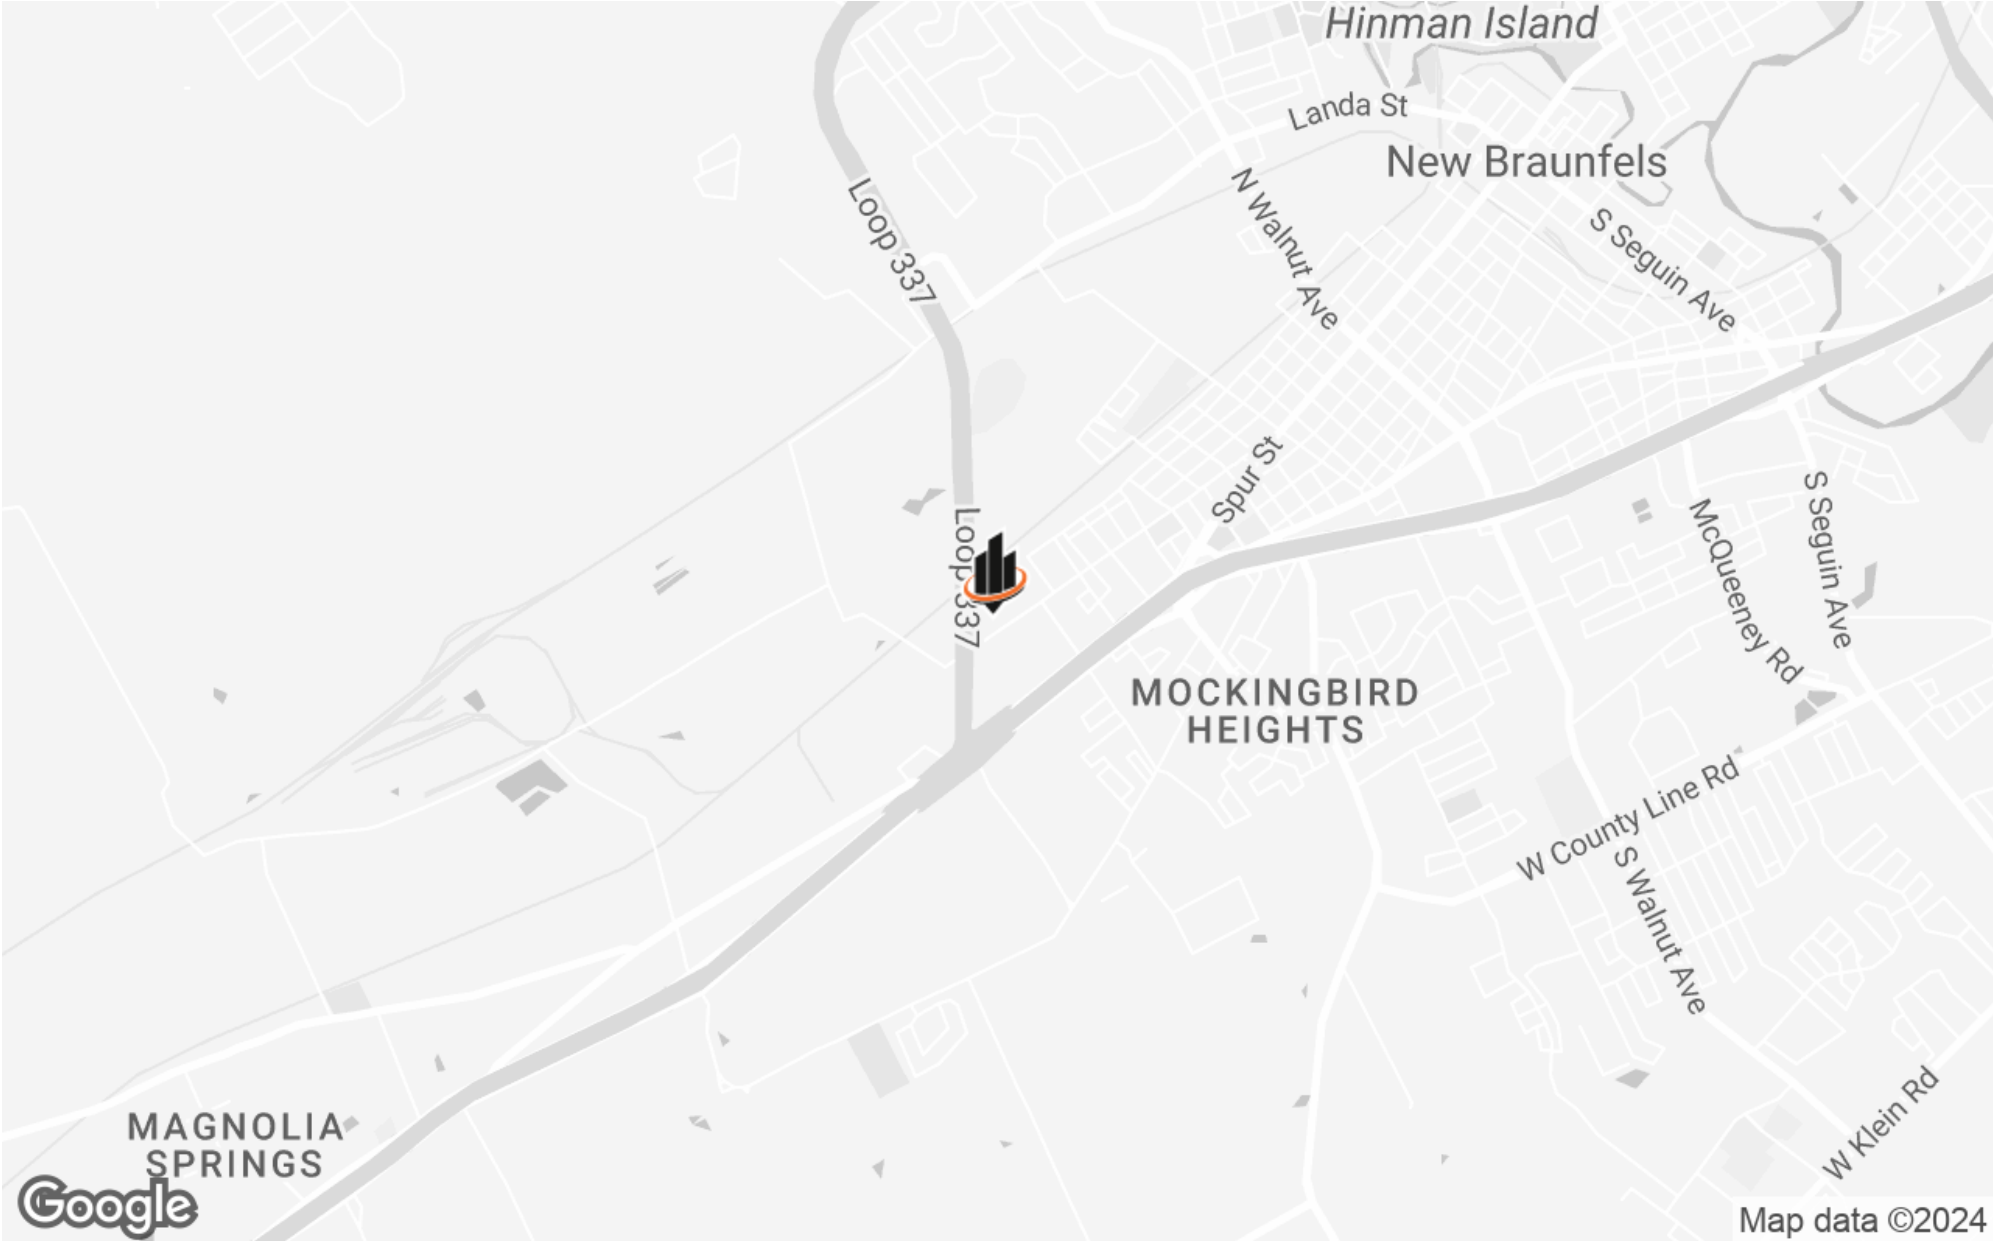 Hinman Island
Landa St
New Braunfels
N Walnut Ave
Loop 337
S Seguin Ave
Spur St
S Seguin Ave
McQueeney Rd
Loop 337
MOCKINGBIRD
HEIGHTS
W County Line Rd
S Walnut Ave
W Klein Rd
MAGNOLIA
SPRINGS
Google
Map data ©2024